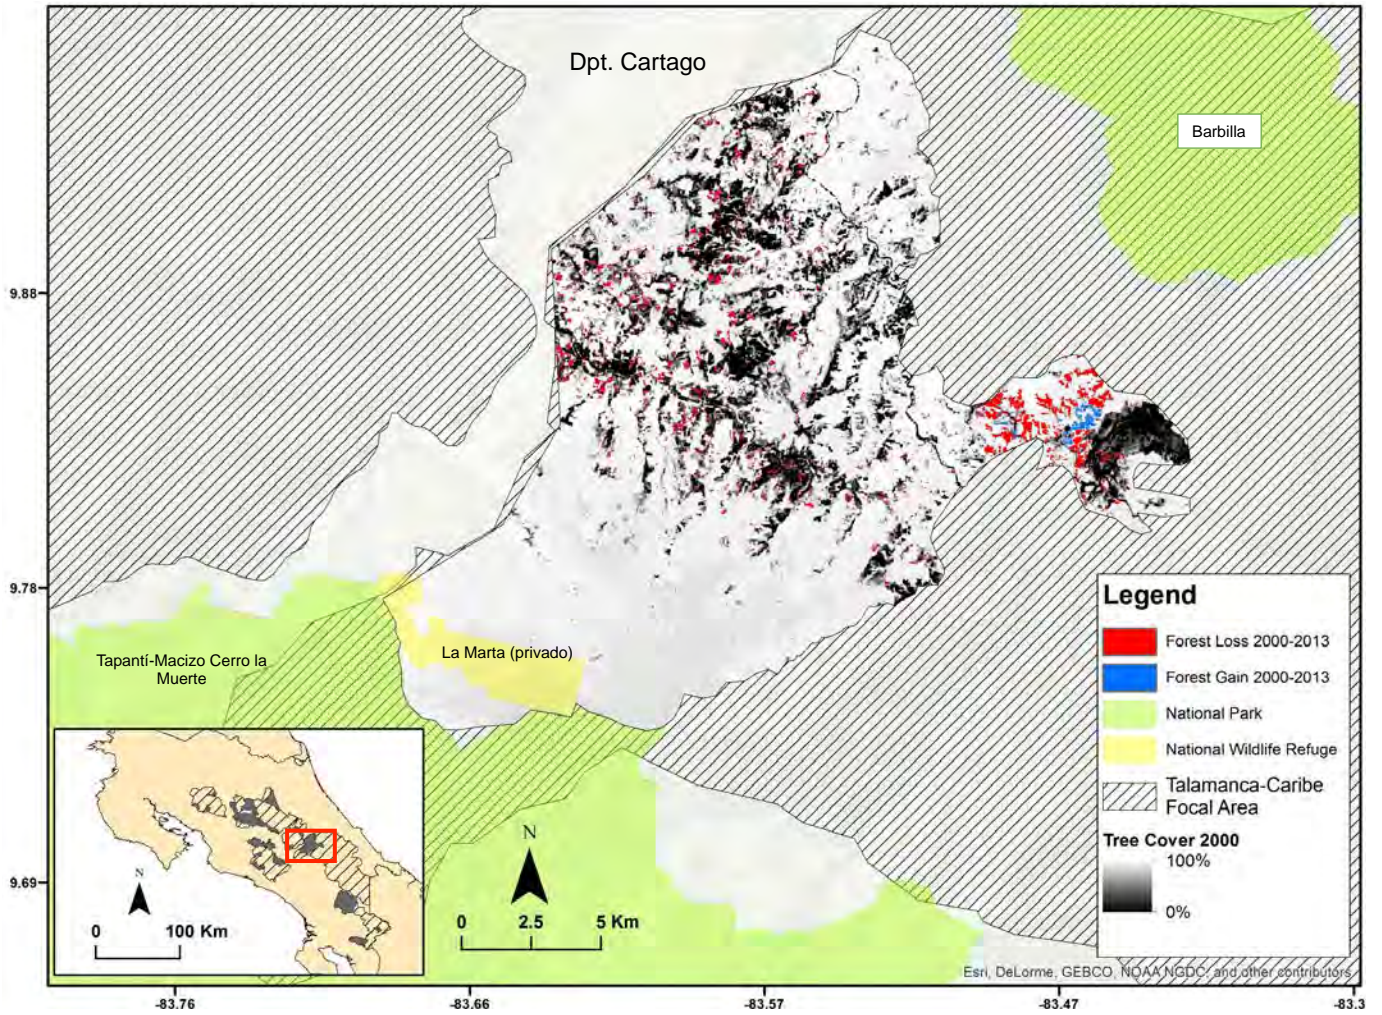 Dpt. Cartago
Barbilla
9.88
9.78
9.69
Tapantí-Macizo Cerro la
Muerte
La Marta (privado)
Legend
Forest Loss 2000-2013
Forest Gain 2000-2013
National Park
National Wildlife Refuge
Talamanca-Caribe
Focal Area
Tree Cover 2000
100%
0%
N
0 100 Km
N
0 2.5 5 Km
Esri, DeLorme, GEBCO, NOAA NGDC, and other contributors
-83.76 -83.66 -83.57 -83.47 -83.3